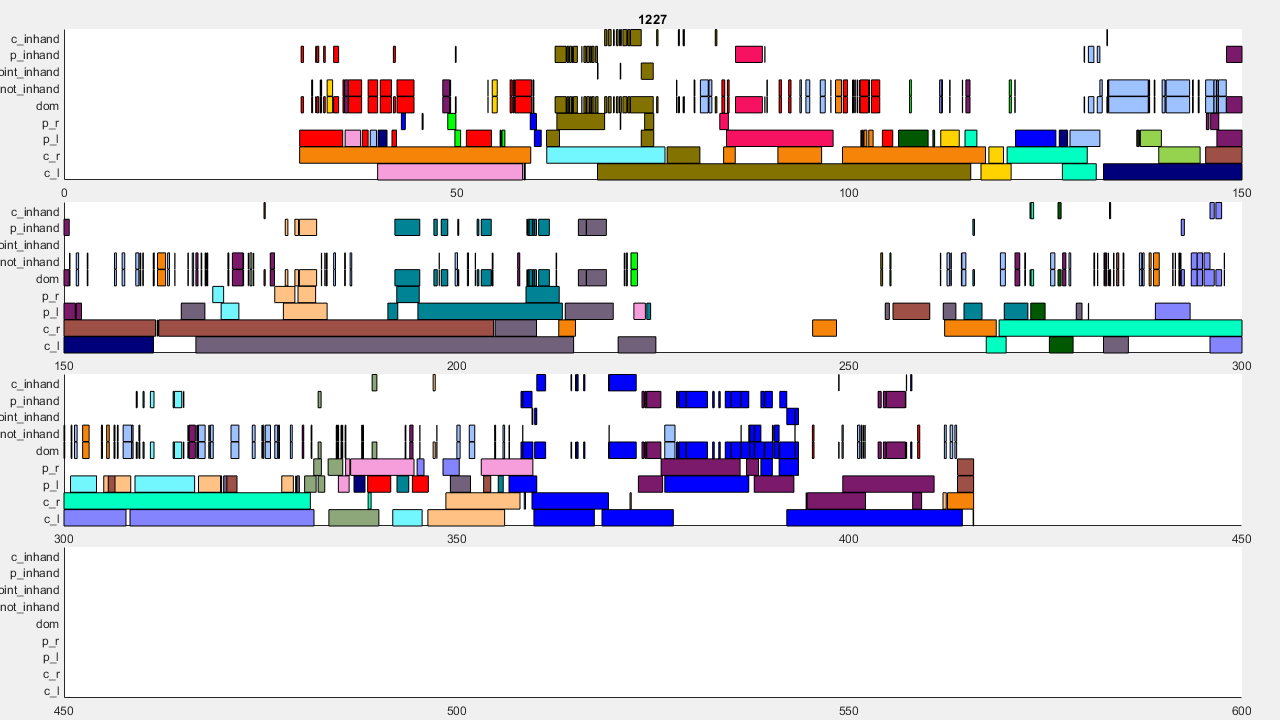 1227
c_inhand
p_inhand
oint_inhand
not_inhand
dom
p_r
p_l
c_r
c_l
0 50 100 150
c_inhand
p_inhand
oint_inhand
not_inhand
dom
p_r
p_l
c_r
c_l
150 200 250 300
c_inhand
p_inhand
oint_inhand
not_inhand
dom
p_r
p_l
c_r
c_l
300 350 400 450
c_inhand
p_inhand
oint_inhand
not_inhand
dom
p_r
p_l
c_r
c_l
450 500 550 600